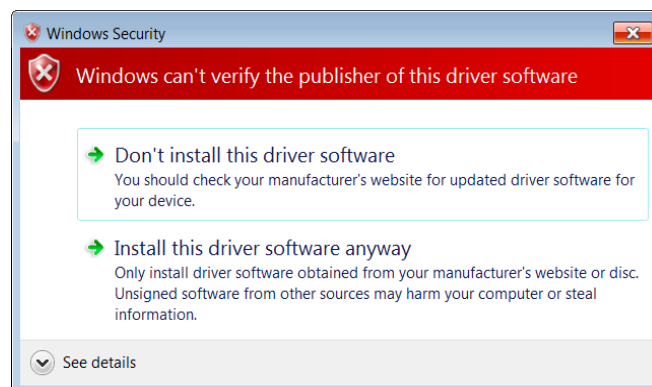 Windows Security
Windows can't verify the publisher of this driver software
Don't install this driver software
You should check your manufacturer's website for updated driver software for
your device.
Install this driver software anyway
Only install driver software obtained from your manufacturer's website or disc.
Unsigned software from other sources may harm your computer or steal
information.
See details